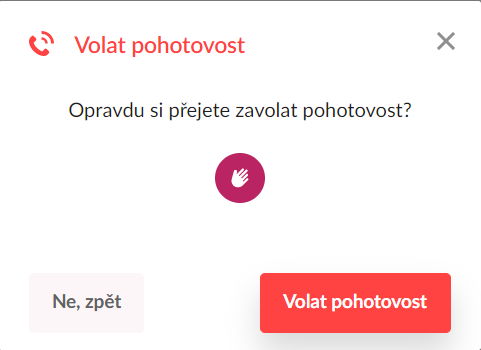 Volat pohotovost
Opravdu si přejete zavolat pohotovost?
Ne, zpět
Volat pohotovost